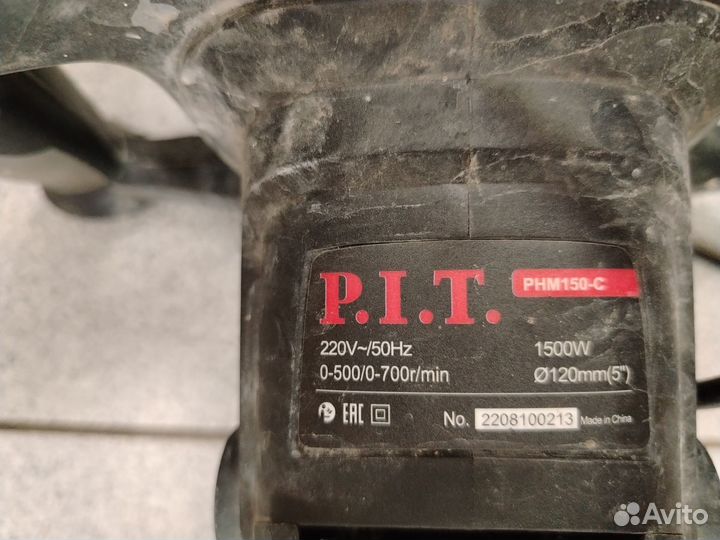 P.I.T. PHM150-C
220V~/50Hz 1500W
0-500/0-700r/min Ø120mm(5")
EAC No. 2208100213 Made in China
Avito